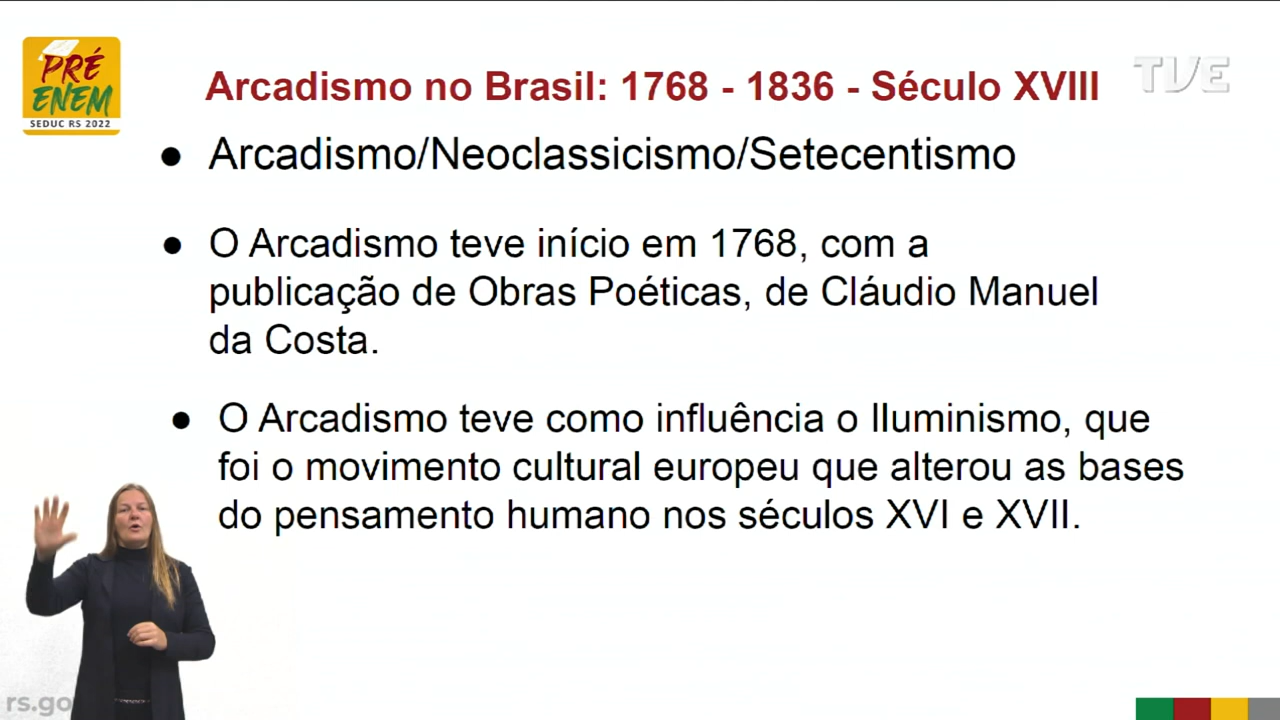 PRÉ
ENEM
SEDUC RS 2022
TVE
Arcadismo no Brasil: 1768 - 1836 - Século XVIII
● Arcadismo/Neoclassicismo/Setecentismo
● O Arcadismo teve início em 1768, com a
publicação de Obras Poéticas, de Cláudio Manuel
da Costa.
● O Arcadismo teve como influência o Iluminismo, que
foi o movimento cultural europeu que alterou as bases
do pensamento humano nos séculos XVI e XVII.
rs.go